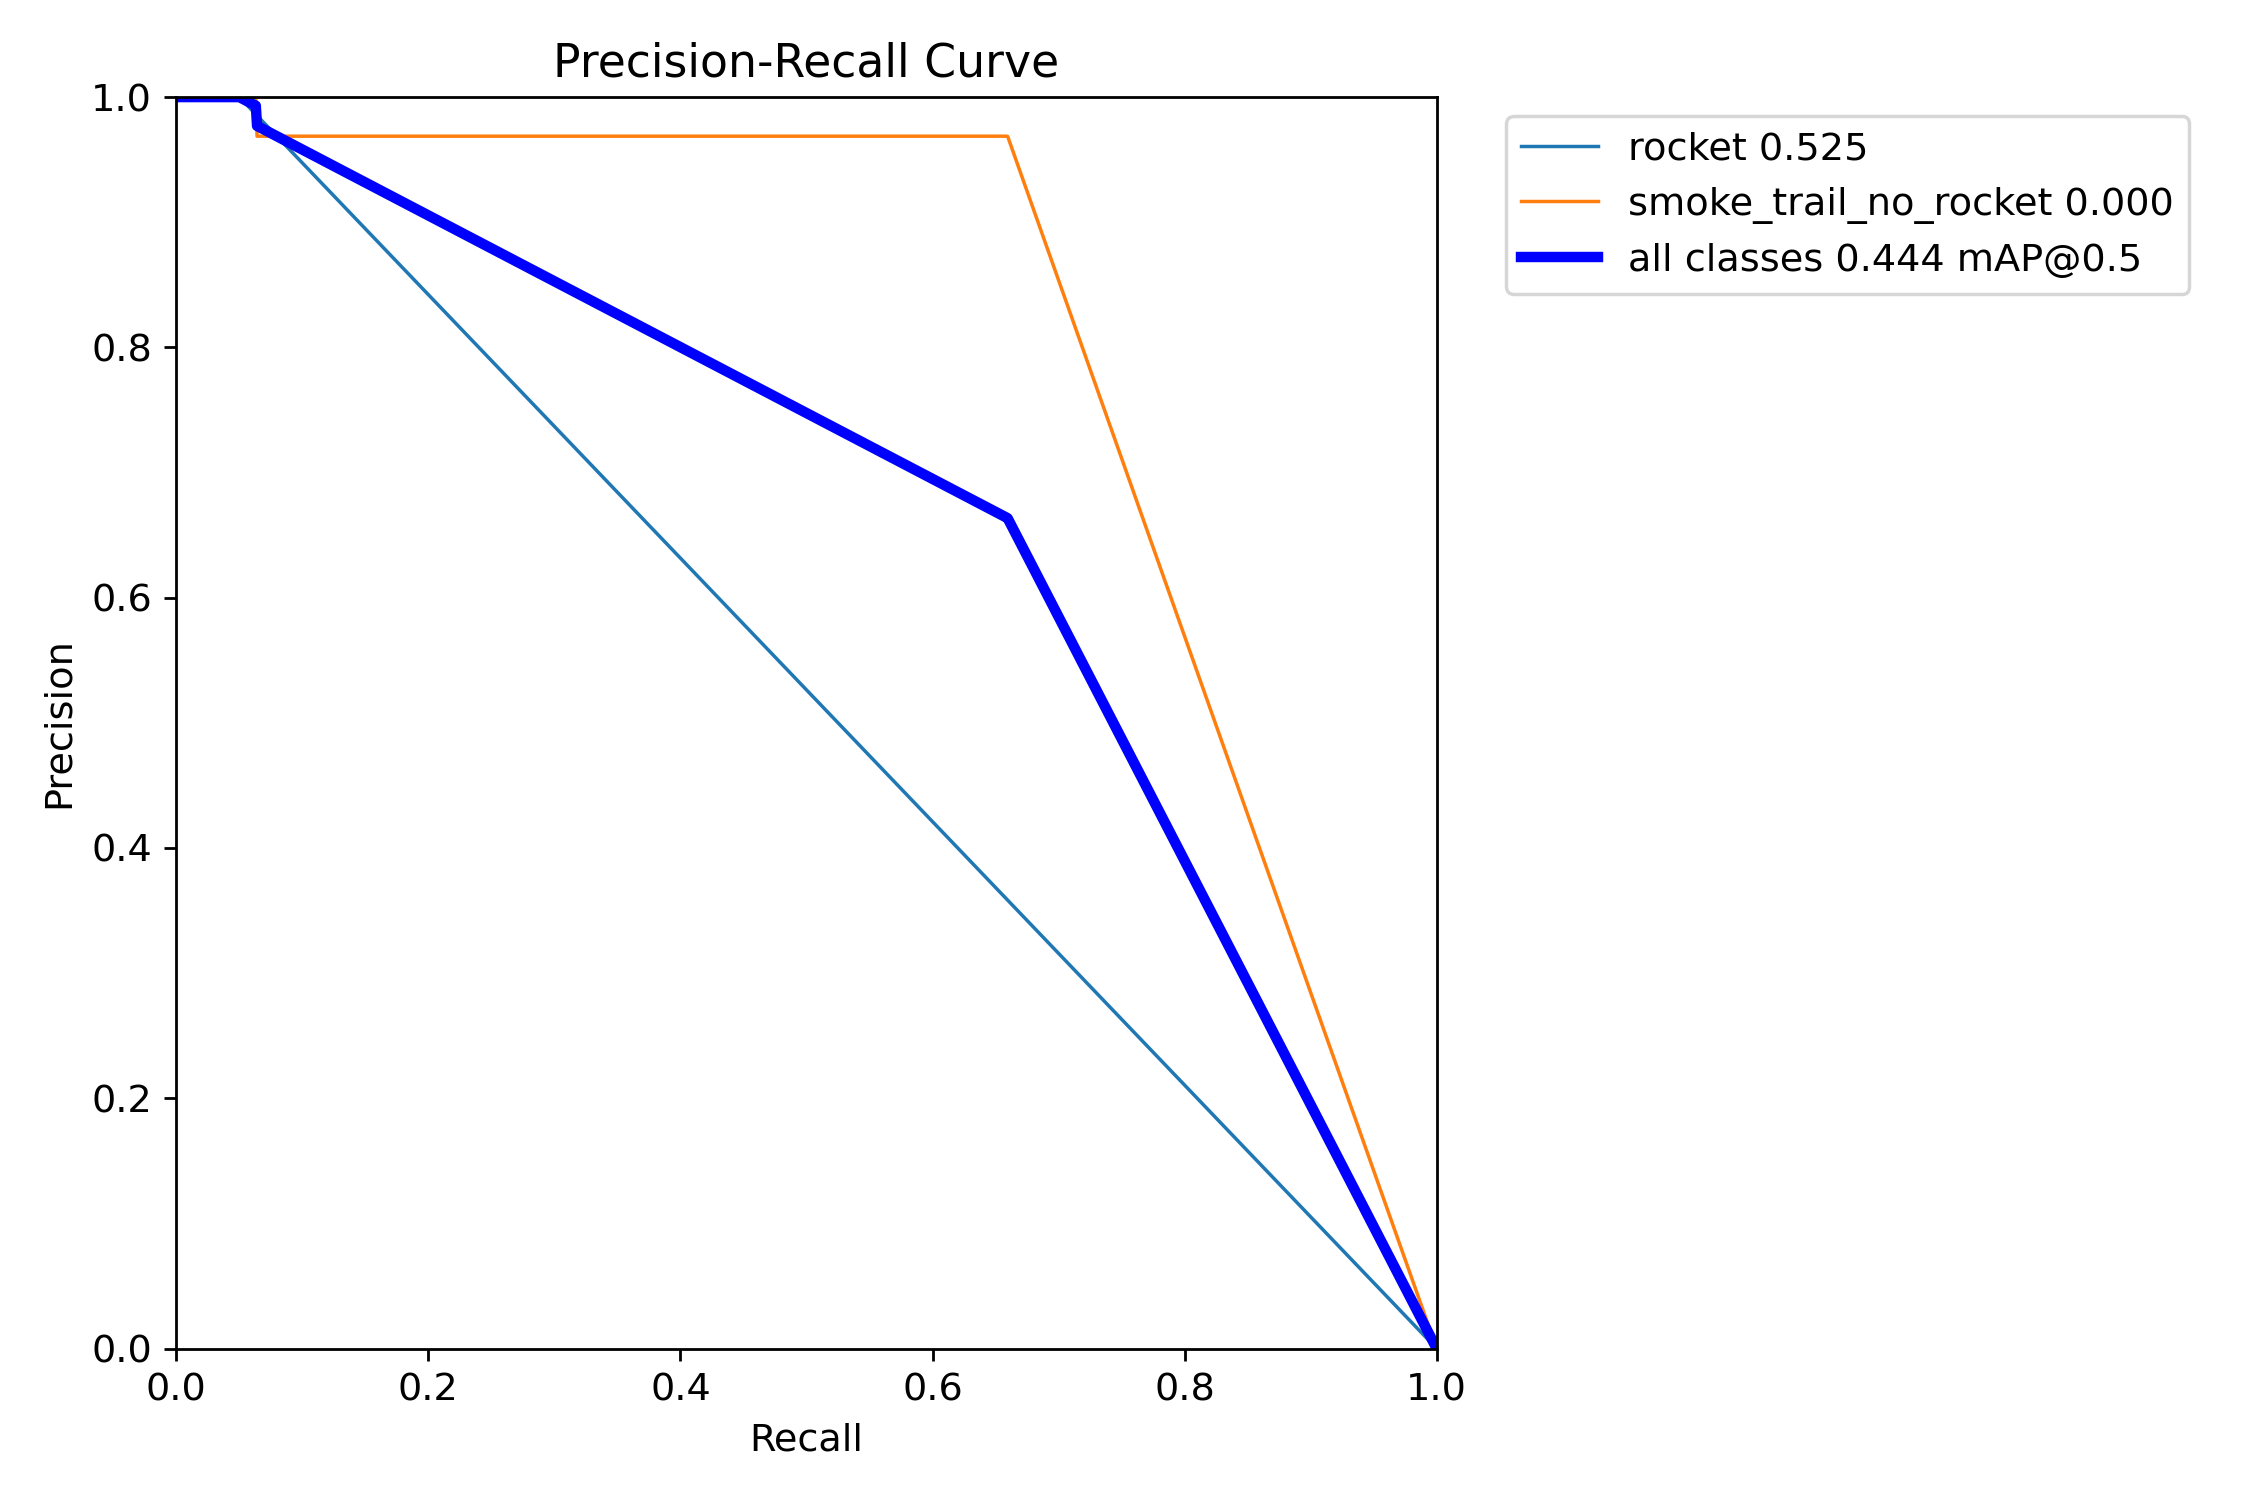 Precision-Recall Curve
1.0
0.8
0.6
0.4
0.2
0.0
Precision
0.0 0.2 0.4 0.6 0.8 1.0
Recall
rocket 0.525
smoke_trail_no_rocket 0.000
all classes 0.444 mAP@0.5